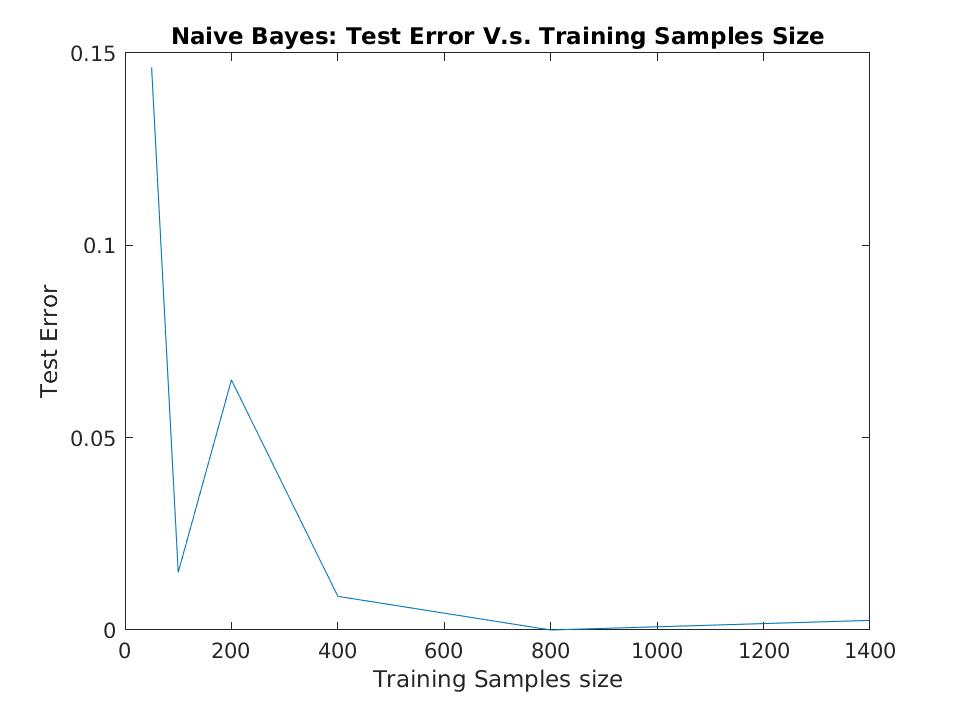 Naive Bayes: Test Error V.s. Training Samples Size
0.15
0.1
0.05
0
Test Error
0 200 400 600 800 1000 1200 1400
Training Samples size